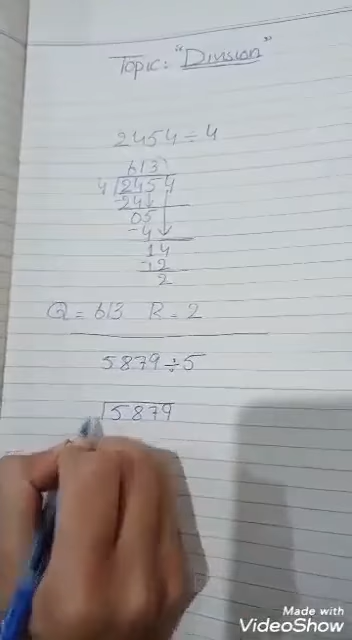 Topic: "Division"
2454 ÷ 4
613
4 2454
-24
05
-4
14
-12
2
Q = 613 R = 2
5879 ÷ 5
5879
Made with
VideoShow